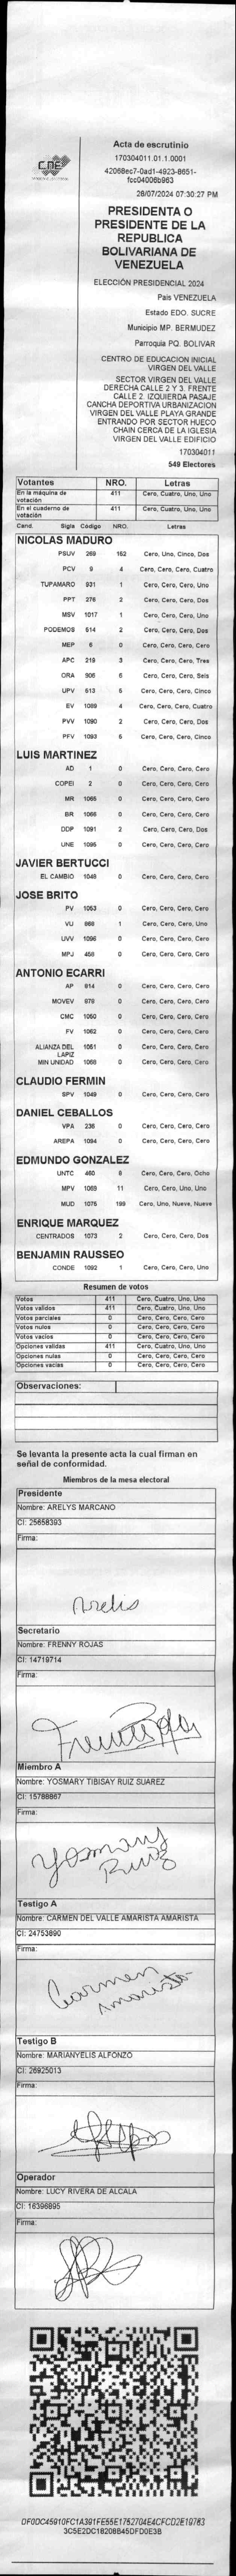 CNE
Acta de escrutinio
170304011.01.1.0001
42068ec7-0ad1-4923-8651-
fcc04006b963
28/07/2024 07:30:27 PM
PRESIDENTA O
PRESIDENTE DE LA
REPUBLICA
BOLIVARIANA DE
VENEZUELA
ELECCIÓN PRESIDENCIAL 2024
Pais VENEZUELA
Estado EDO. SUCRE
Municipio MP. BERMUDEZ
Parroquia PQ. BOLIVAR
CENTRO DE EDUCACION INICIAL
VIRGEN DEL VALLE
SECTOR VIRGEN DEL VALLE
DERECHA CALLE 2 Y 3. FRENTE
CALLE 2. IZQUIERDA PASAJE
CANCHA DEPORTIVA URBANIZACION
VIRGEN DEL VALLE PLAYA GRANDE
ENTRANDO POR SECTOR HUECO
CHAIN CERCA DE LA IGLESIA
VIRGEN DEL VALLE EDIFICIO
170304011
549 Electores
Votantes NRO. Letras
En la máquina de votación 411 Cero, Cuatro, Uno, Uno
En el cuaderno de votación 411 Cero, Cuatro, Uno, Uno
Cand. Sigla Código NRO. Letras
NICOLAS MADURO
PSUV 269 152 Cero, Uno, Cinco, Dos
PCV 9 4 Cero, Cero, Cero, Cuatro
TUPAMARO 931 1 Cero, Cero, Cero, Uno
PPT 276 2 Cero, Cero, Cero, Dos
MSV 1017 1 Cero, Cero, Cero, Uno
PODEMOS 514 2 Cero, Cero, Cero, Dos
MEP 6 0 Cero, Cero, Cero, Cero
APC 219 3 Cero, Cero, Cero, Tres
ORA 906 6 Cero, Cero, Cero, Seis
UPV 513 5 Cero, Cero, Cero, Cinco
EV 1089 4 Cero, Cero, Cero, Cuatro
PVV 1090 2 Cero, Cero, Cero, Dos
PFV 1093 5 Cero, Cero, Cero, Cinco
LUIS MARTINEZ
AD 1 0 Cero, Cero, Cero, Cero
COPEI 2 0 Cero, Cero, Cero, Cero
MR 1065 0 Cero, Cero, Cero, Cero
BR 1066 0 Cero, Cero, Cero, Cero
DDP 1091 2 Cero, Cero, Cero, Dos
UNE 1095 0 Cero, Cero, Cero, Cero
JAVIER BERTUCCI
EL CAMBIO 1048 0 Cero, Cero, Cero, Cero
JOSE BRITO
PV 1053 0 Cero, Cero, Cero, Cero
VU 868 1 Cero, Cero, Cero, Uno
UVV 1096 0 Cero, Cero, Cero, Cero
MPJ 458 0 Cero, Cero, Cero, Cero
ANTONIO ECARRI
AP 914 0 Cero, Cero, Cero, Cero
MOVEV 979 0 Cero, Cero, Cero, Cero
CMC 1050 0 Cero, Cero, Cero, Cero
FV 1062 0 Cero, Cero, Cero, Cero
ALIANZA DEL LAPIZ 1051 0 Cero, Cero, Cero, Cero
MIN UNIDAD 1068 0 Cero, Cero, Cero, Cero
CLAUDIO FERMIN
SPV 1049 0 Cero, Cero, Cero, Cero
DANIEL CEBALLOS
VPA 236 0 Cero, Cero, Cero, Cero
AREPA 1094 0 Cero, Cero, Cero, Cero
EDMUNDO GONZALEZ
UNTC 460 8 Cero, Cero, Cero, Ocho
MPV 1069 11 Cero, Cero, Uno, Uno
MUD 1075 199 Cero, Uno, Nueve, Nueve
ENRIQUE MARQUEZ
CENTRADOS 1073 2 Cero, Cero, Cero, Dos
BENJAMIN RAUSSEO
CONDE 1092 1 Cero, Cero, Cero, Uno
Resumen de votos
Votos 411 Cero, Cuatro, Uno, Uno
Votos validos 411 Cero, Cuatro, Uno, Uno
Votos parciales 0 Cero, Cero, Cero, Cero
Votos nulos 0 Cero, Cero, Cero, Cero
Votos vacios 0 Cero, Cero, Cero, Cero
Opciones validas 411 Cero, Cuatro, Uno, Uno
Opciones nulas 0 Cero, Cero, Cero, Cero
Opciones vacias 0 Cero, Cero, Cero, Cero
Observaciones:
Se levanta la presente acta la cual firman en
señal de conformidad.
Miembros de la mesa electoral
Presidente
Nombre: ARELYS MARCANO
CI: 25658393
Firma:
Arelis
Secretario
Nombre: FRENNY ROJAS
CI: 14719714
Firma:
Miembro A
Nombre: YOSMARY TIBISAY RUIZ SUAREZ
CI: 15788867
Firma:
Yosmary
Ruiz
Testigo A
Nombre: CARMEN DEL VALLE AMARISTA AMARISTA
CI: 24753690
Firma:
Carmen
Amarista
Testigo B
Nombre: MARIANYELIS ALFONZO
CI: 26925013
Firma:
Operador
Nombre: LUCY RIVERA DE ALCALA
CI: 16396895
Firma:
DF0DC45910FC1A391FE55E1752704E4CFCD2E19763
3C5E2DC18208B45DFD0E3B